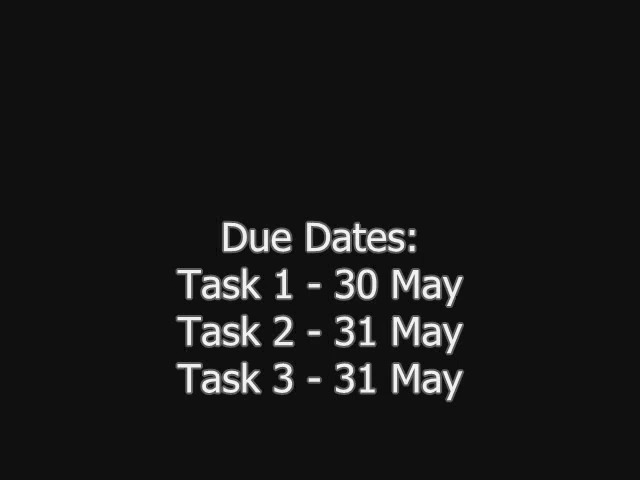 Due Dates:
Task 1 - 30 May
Task 2 - 31 May
Task 3 - 31 May